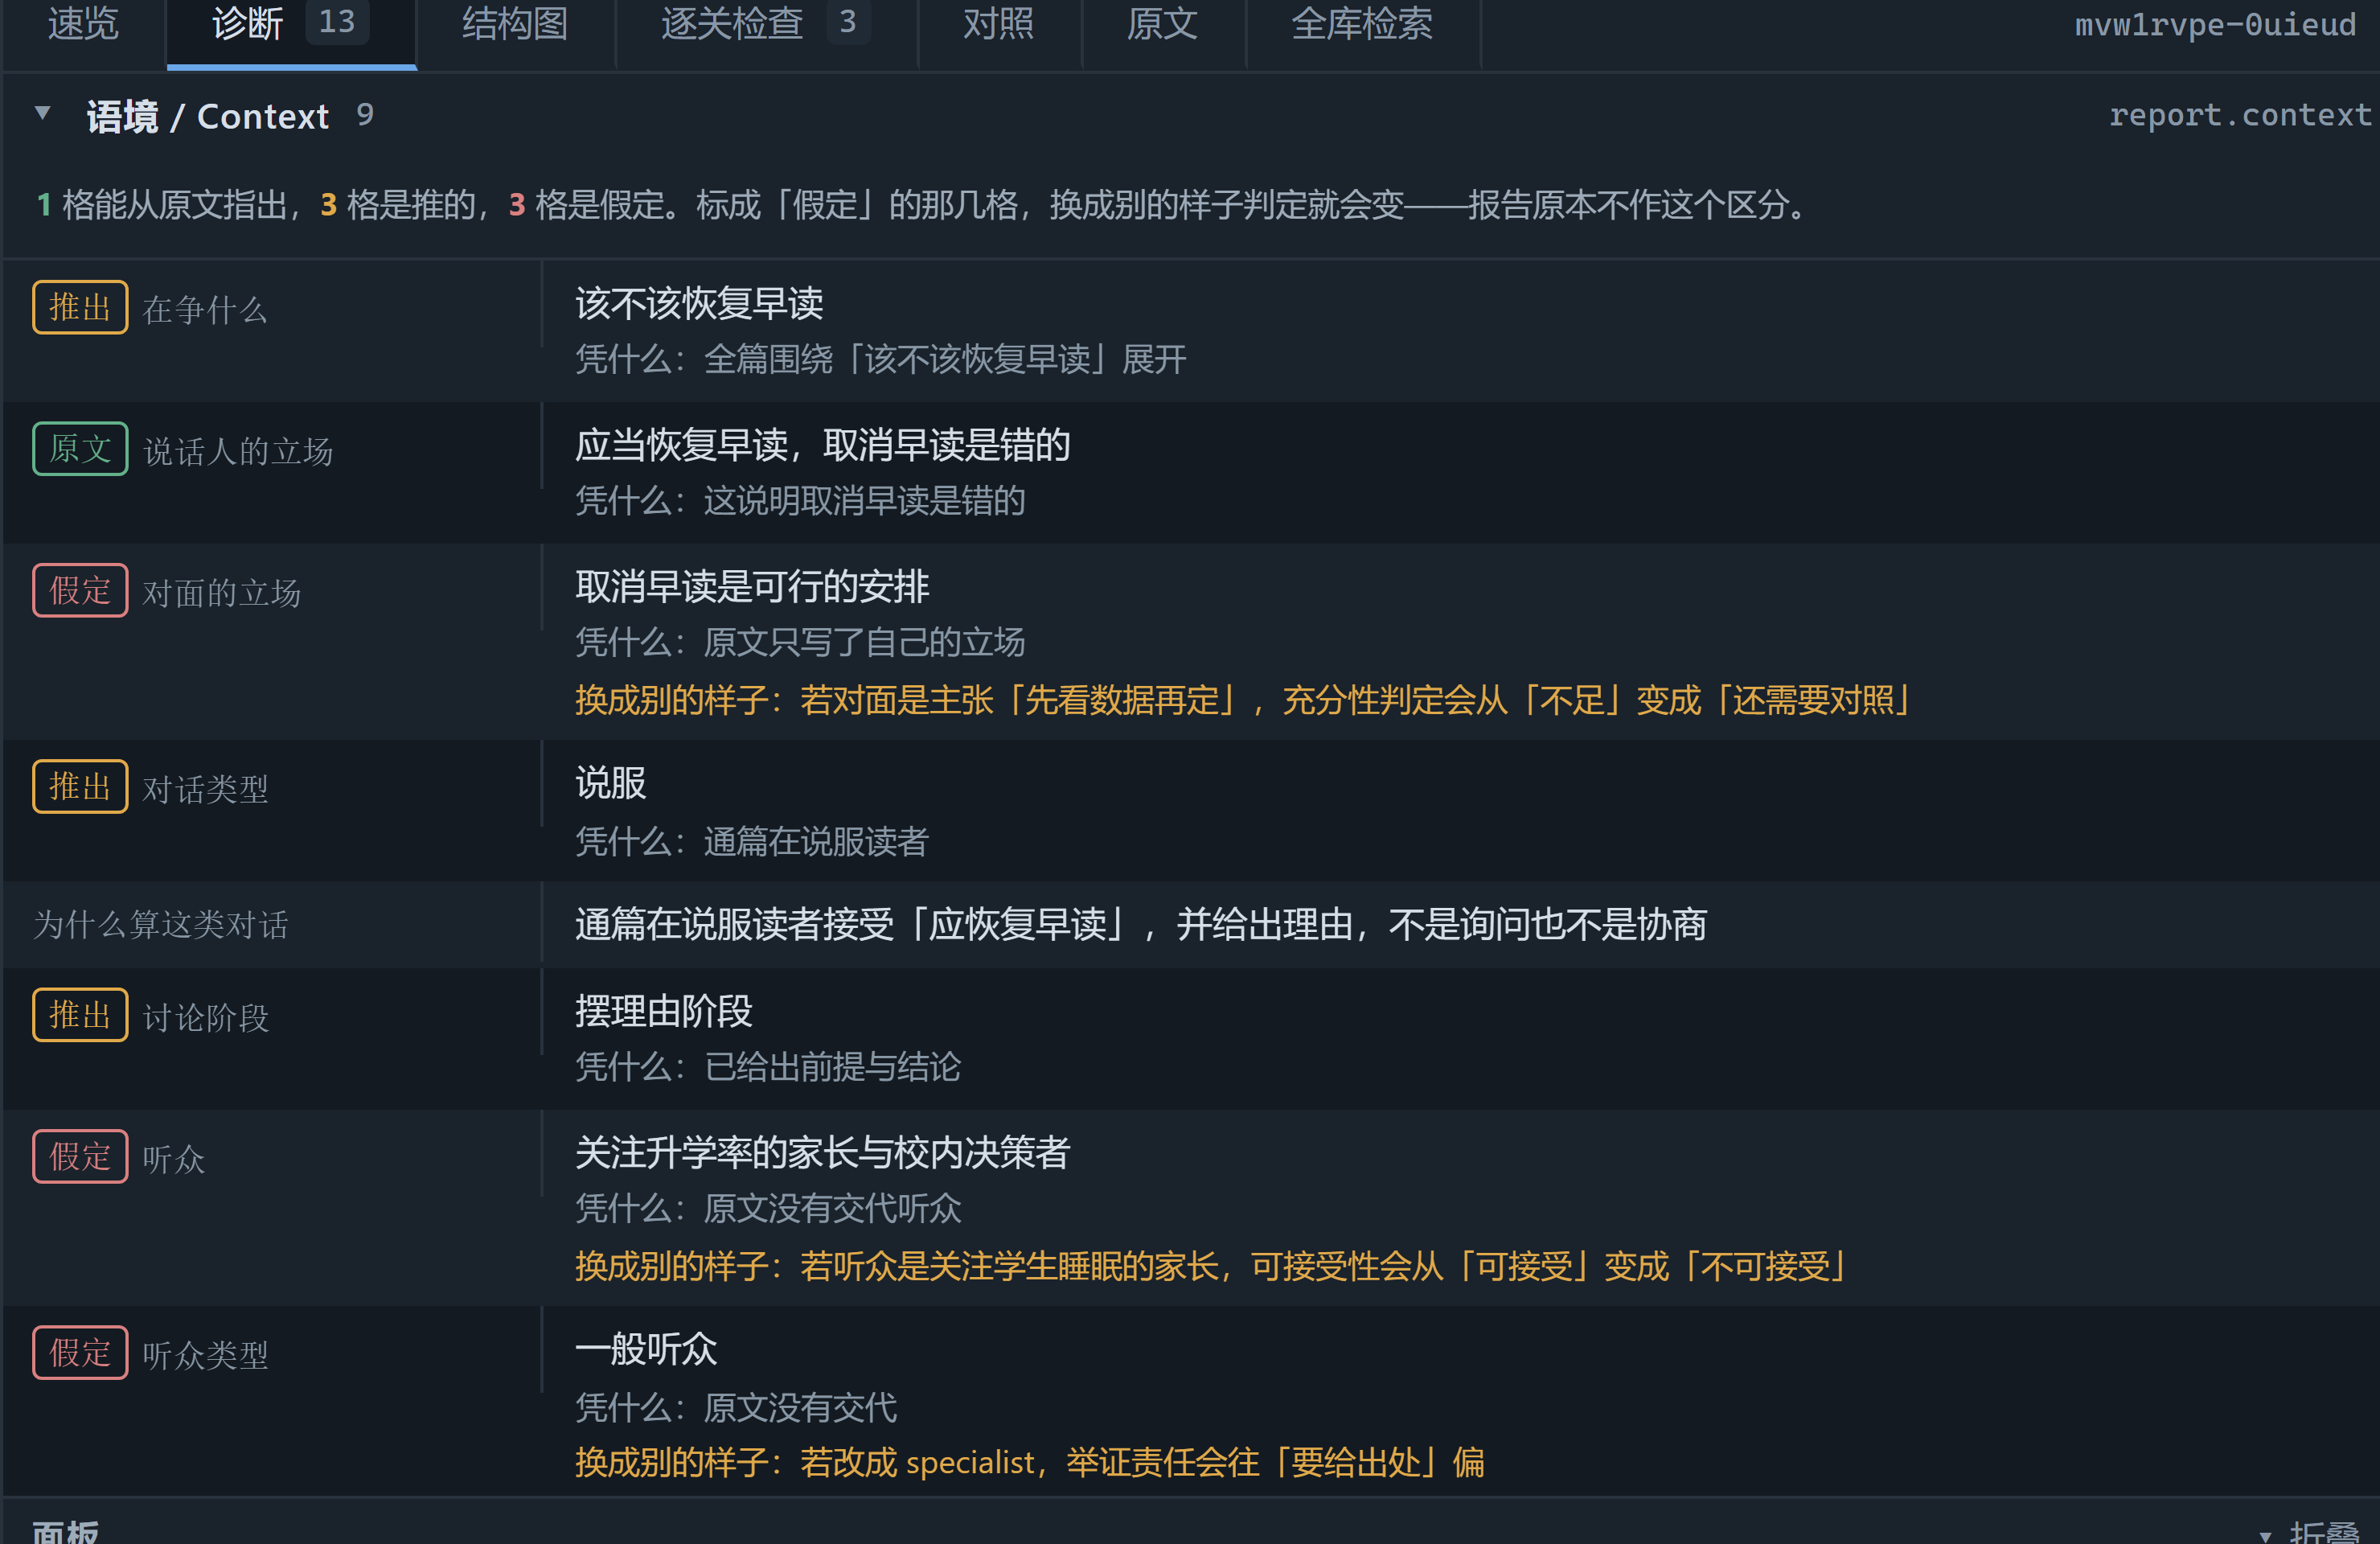 速览 诊断 13 结构图 逐关检查 3 对照 原文 全库检索 mvw1rvpe-0uieud
▼ 语境 / Context 9 report.context
1 格能从原文指出，3 格是推的，3 格是假定。标成「假定」的那几格，换成别的样子判定就会变——报告原本不作这个区分。
推出 在争什么 该不该恢复早读
凭什么：全篇围绕「该不该恢复早读」展开
原文 说话人的立场 应当恢复早读，取消早读是错的
凭什么：这说明取消早读是错的
假定 对面的立场 取消早读是可行的安排
凭什么：原文只写了自己的立场
换成别的样子：若对面是主张「先看数据再定」，充分性判定会从「不足」变成「还需要对照」
推出 对话类型 说服
凭什么：通篇在说服读者
为什么算这类对话 通篇在说服读者接受「应恢复早读」，并给出理由，不是询问也不是协商
推出 讨论阶段 摆理由阶段
凭什么：已给出前提与结论
假定 听众 关注升学率的家长与校内决策者
凭什么：原文没有交代听众
换成别的样子：若听众是关注学生睡眠的家长，可接受性会从「可接受」变成「不可接受」
假定 听众类型 一般听众
凭什么：原文没有交代
换成别的样子：若改成 specialist，举证责任会往「要给出处」偏
面板 ▼ 折叠